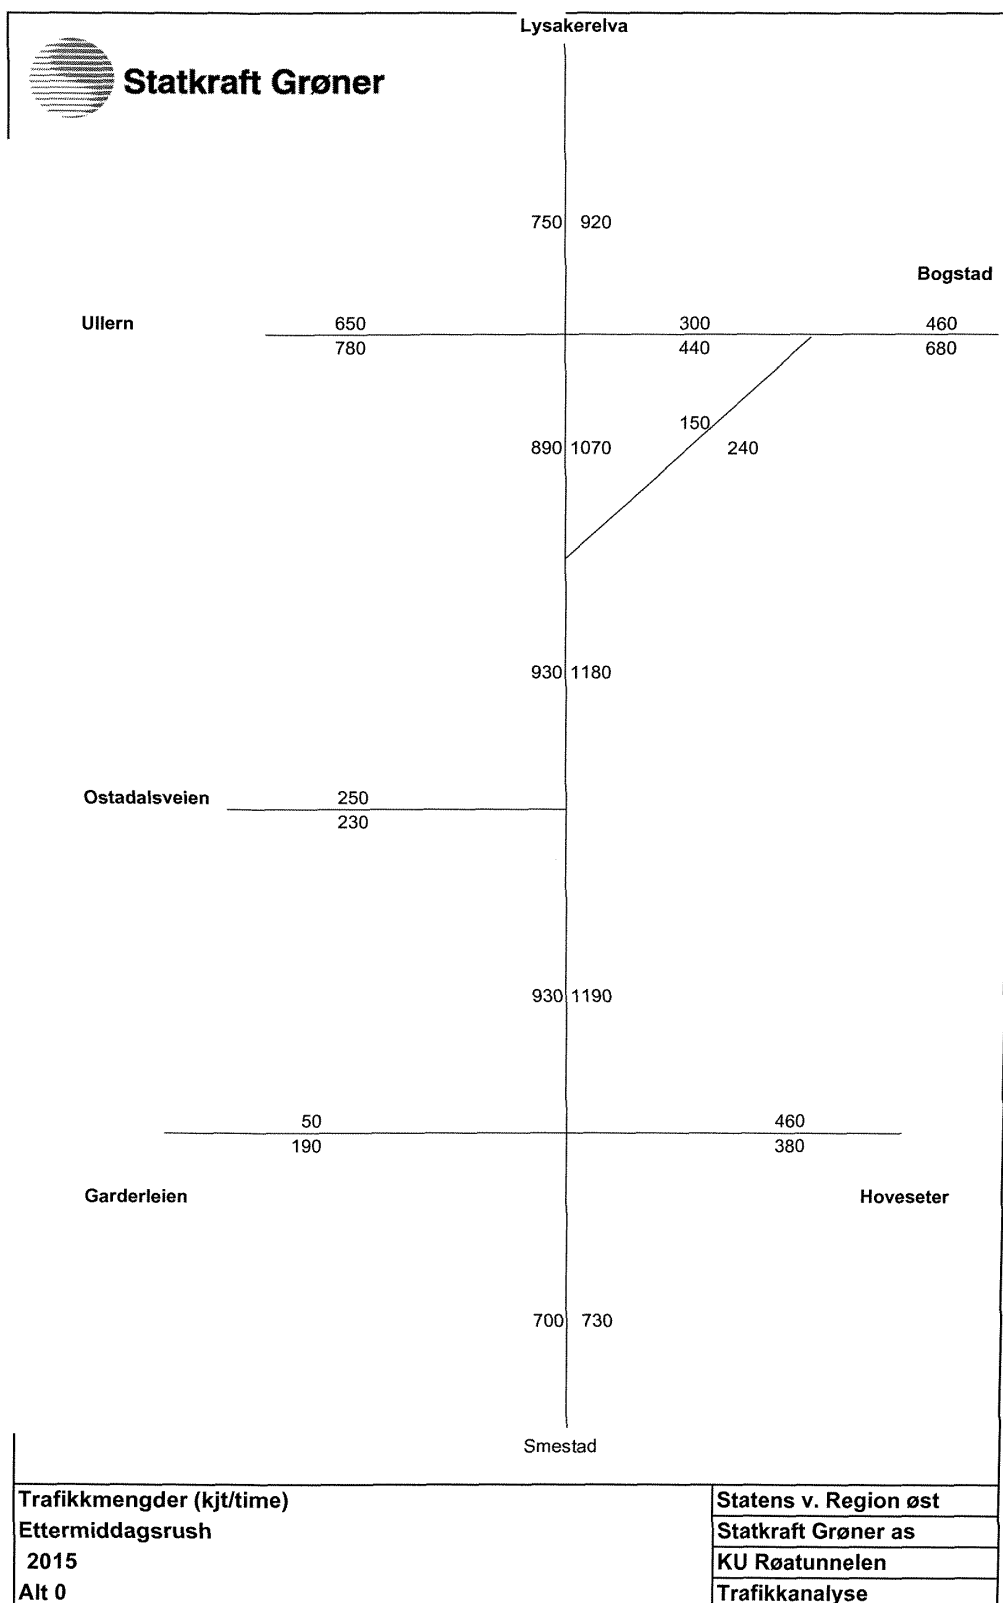 Lysakerelva
Statkraft Grøner
750 920
Bogstad
Ullern 650 300 460
780 440 680
150
890 1070 240
930 1180
Ostadalsveien 250
230
930 1190
50 460
190 380
Garderleien Hoveseter
700 730
Smestad
Trafikkmengder (kjt/time) Statens v. Region øst
Ettermiddagsrush Statkraft Grøner as
2015 KU Røatunnelen
Alt 0 Trafikkanalyse